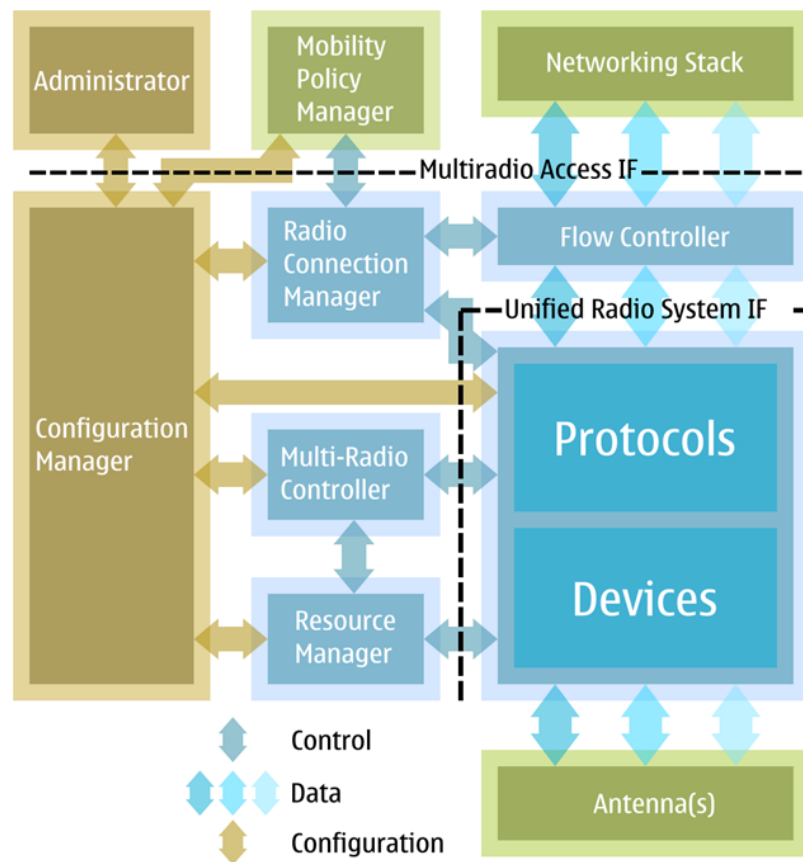 Administrator
Mobility
Policy
Manager
Networking Stack
Multiradio Access IF
Radio
Connection
Manager
Flow Controller
Unified Radio System IF
Configuration
Manager
Multi-Radio
Controller
Protocols
Devices
Resource
Manager
Control
Data
Configuration
Antenna(s)